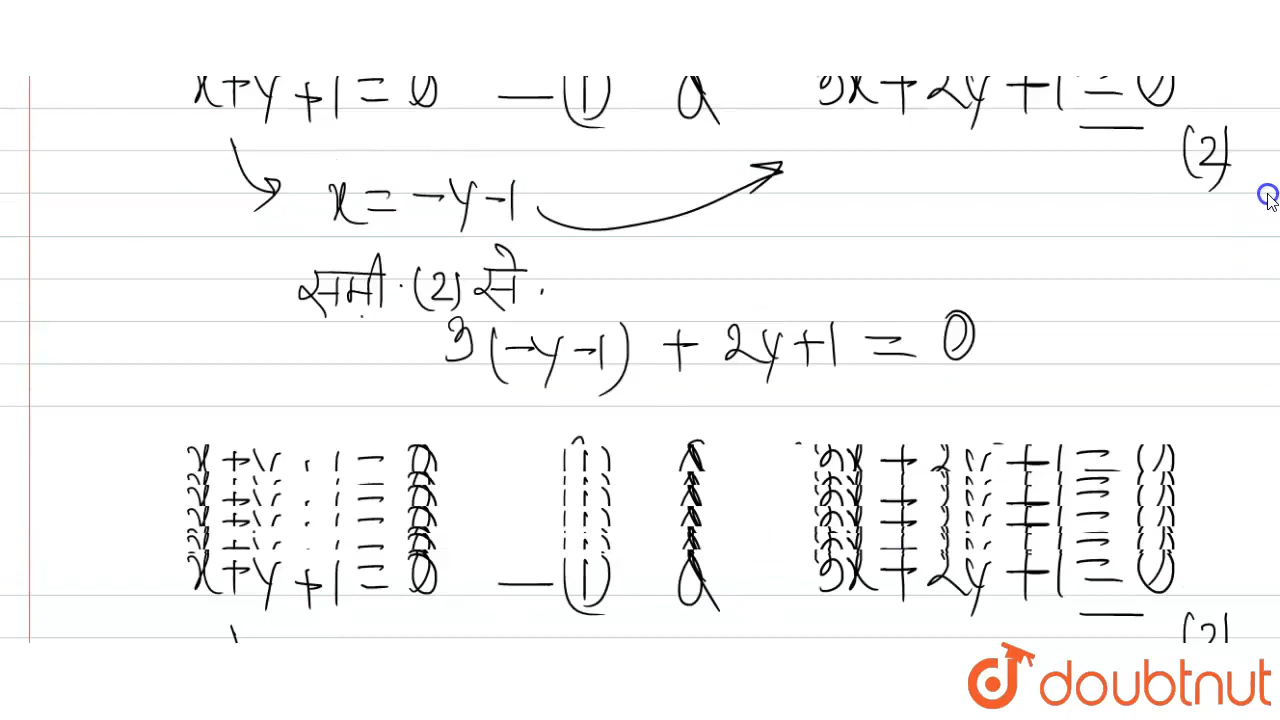 x+y+1=0 —(1) & 3x+2y+1=0
(2)
x=-y-1
समी.(2) से.
3(-y-1)+2y+1=0
x+y+1=0 —(1) & 3x+2y+1=0
(2)
doubtnut